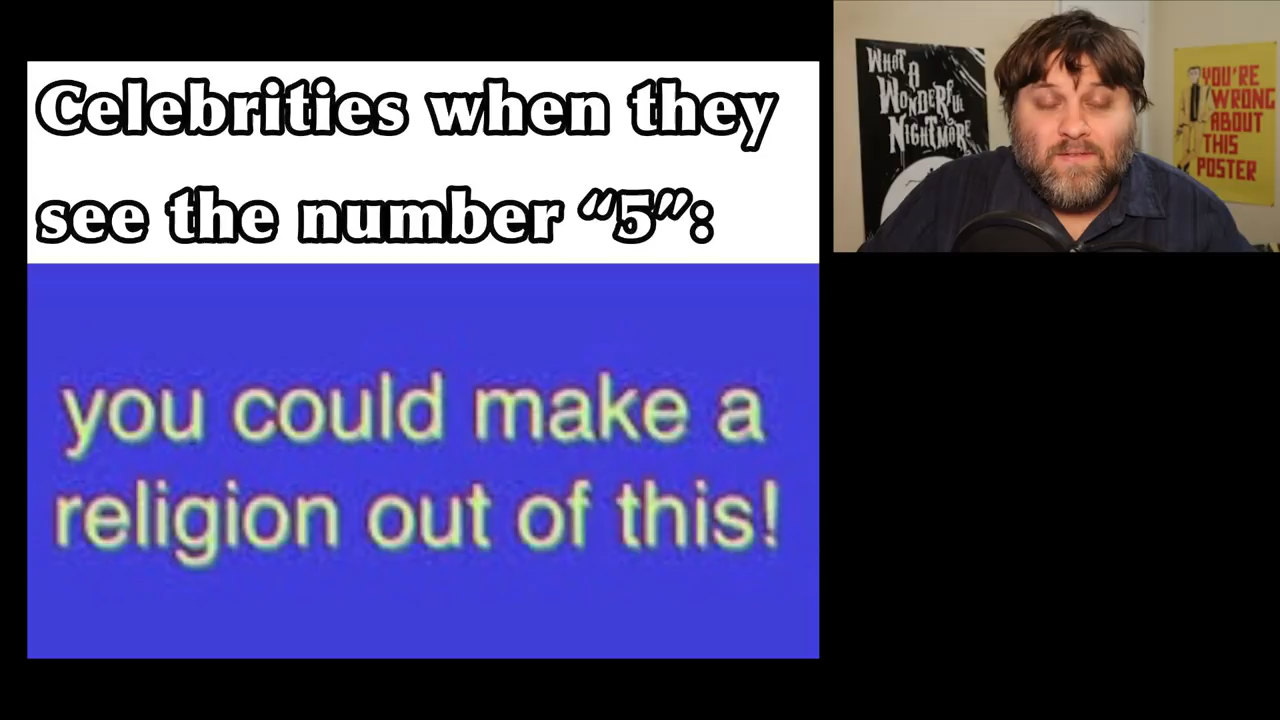 Celebrities when they
see the number “5”:
you could make a
religion out of this!
WHAT
A
WONDERFUL
NIGHTMARE
YOU'RE
WRONG
ABOUT
THIS
POSTER